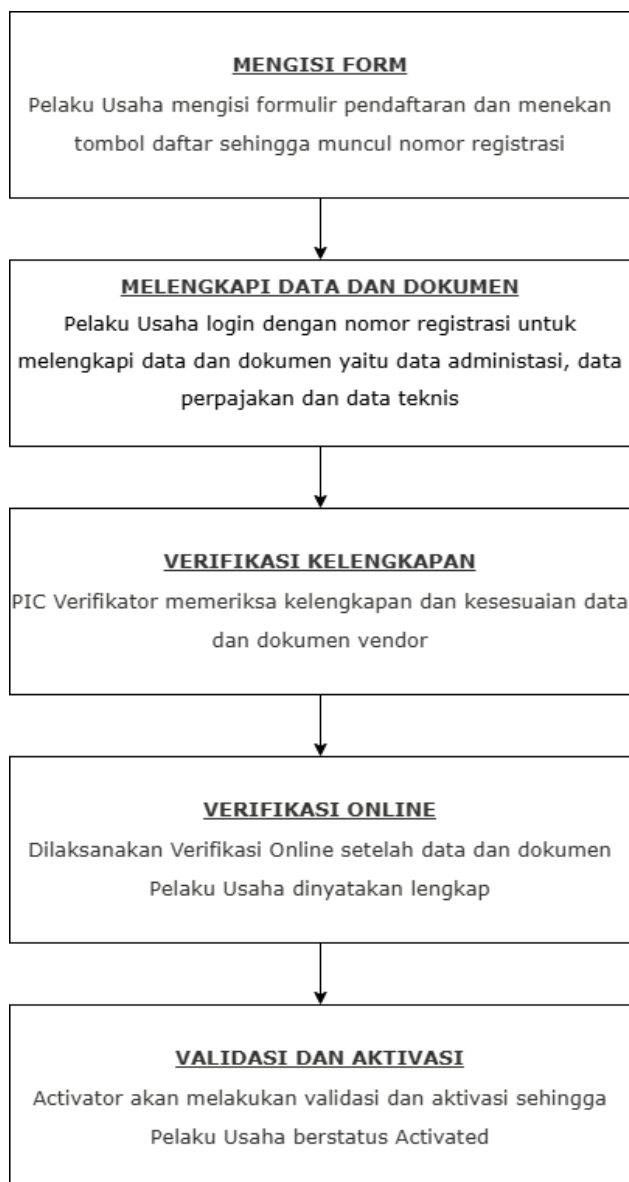 MENGISI FORM
Pelaku Usaha mengisi formulir pendaftaran dan menekan
tombol daftar sehingga muncul nomor registrasi
MELENGKAPI DATA DAN DOKUMEN
Pelaku Usaha login dengan nomor registrasi untuk
melengkapi data dan dokumen yaitu data administasi, data
perpajakan dan data teknis
VERIFIKASI KELENGKAPAN
PIC Verifikator memeriksa kelengkapan dan kesesuaian data
dan dokumen vendor
VERIFIKASI ONLINE
Dilaksanakan Verifikasi Online setelah data dan dokumen
Pelaku Usaha dinyatakan lengkap
VALIDASI DAN AKTIVASI
Activator akan melakukan validasi dan aktivasi sehingga
Pelaku Usaha berstatus Activated